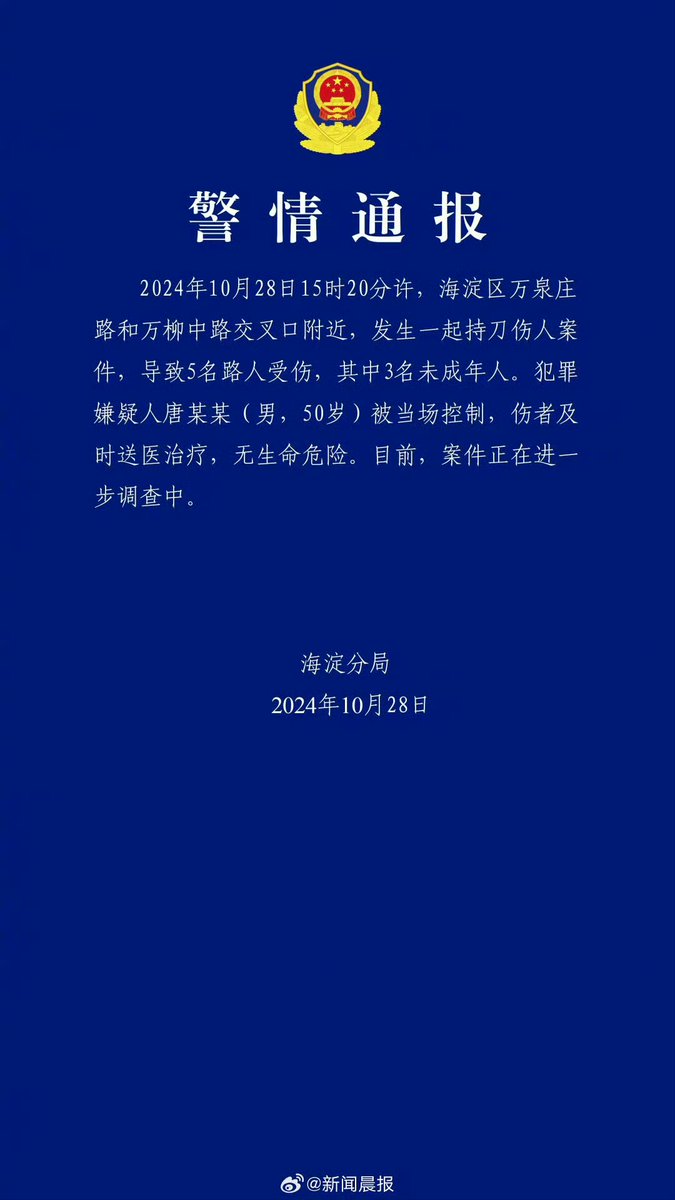 警情通报
2024年10月28日15时20分许，海淀区万泉庄
路和万柳中路交叉口附近，发生一起持刀伤人案
件，导致5名路人受伤，其中3名未成年人。犯罪
嫌疑人唐某某（男，50岁）被当场控制，伤者及
时送医治疗，无生命危险。目前，案件正在进一
步调查中。
海淀分局
2024年10月28日
@新闻晨报